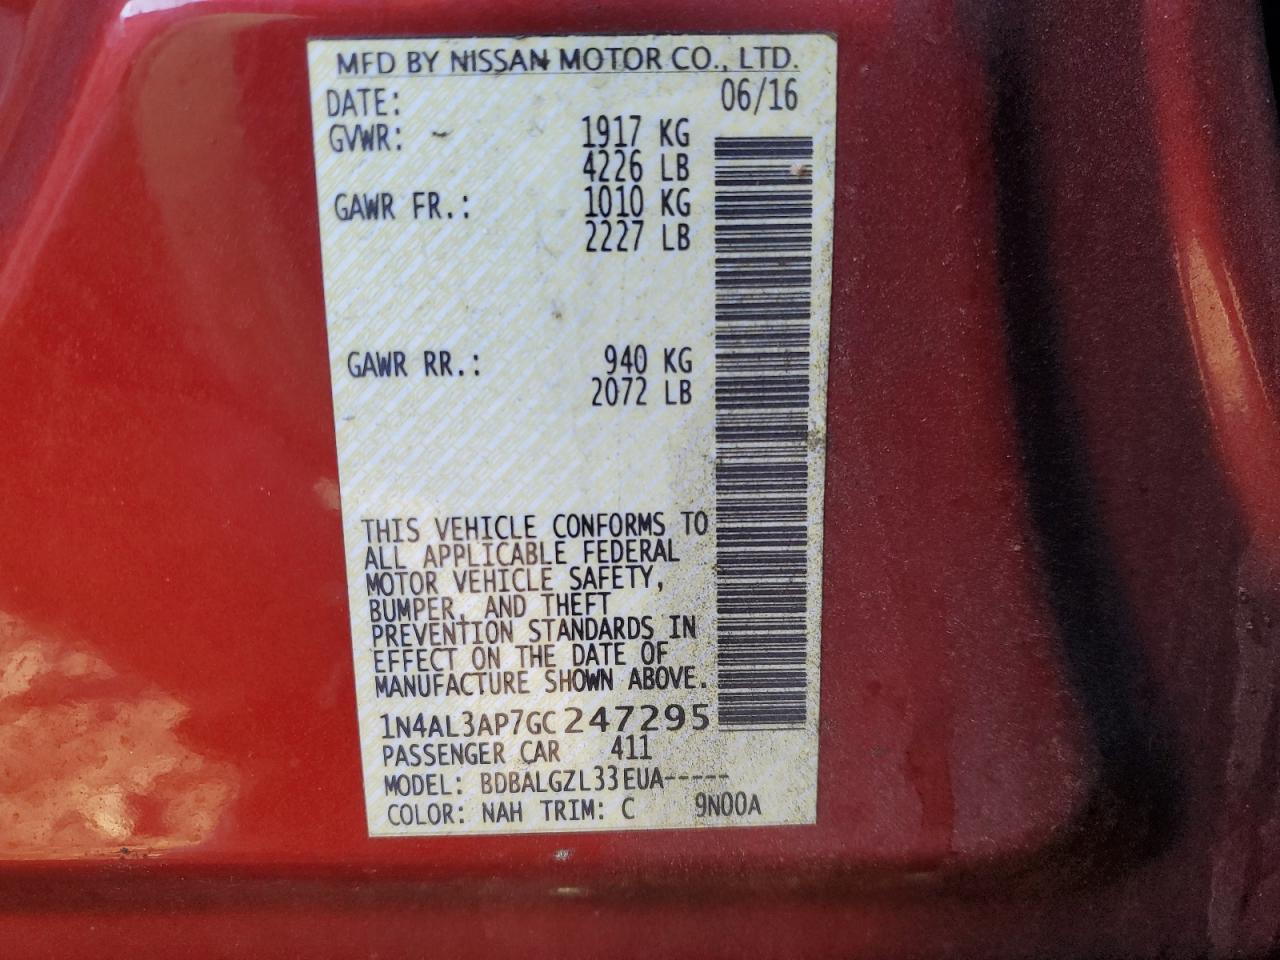 MFD BY NISSAN MOTOR CO., LTD.
DATE: 06/16
GVWR: 1917 KG
4226 LB
GAWR FR.: 1010 KG
2227 LB
GAWR RR.: 940 KG
2072 LB
THIS VEHICLE CONFORMS TO
ALL APPLICABLE FEDERAL
MOTOR VEHICLE SAFETY,
BUMPER, AND THEFT
PREVENTION STANDARDS IN
EFFECT ON THE DATE OF
MANUFACTURE SHOWN ABOVE.
1N4AL3AP7GC247295
PASSENGER CAR 411
MODEL: BDBALGZL33EUA-----
COLOR: NAH TRIM: C 9N00A